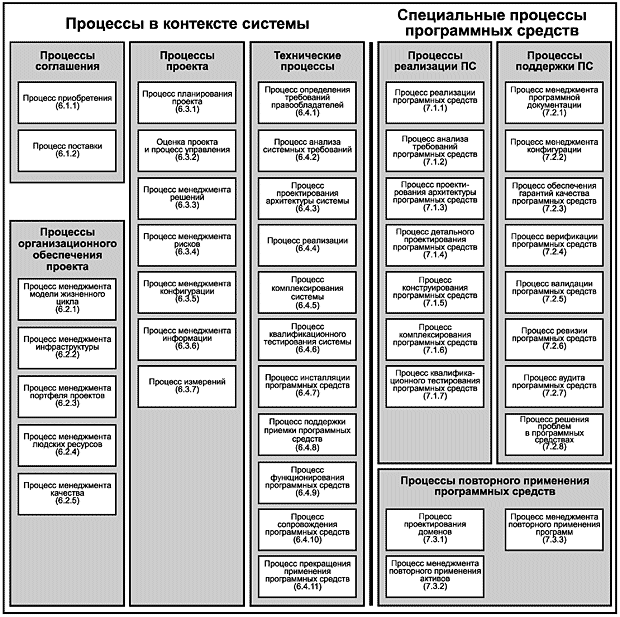 Процессы в контексте системы
Специальные процессы
программных средств
Процессы
соглашения
Процесс приобретения
(6.1.1)
Процесс поставки
(6.1.2)
Процессы
организационного
обеспечения
проекта
Процесс менеджмента
модели жизненного
цикла
(6.2.1)
Процесс менеджмента
инфраструктуры
(6.2.2)
Процесс менеджмента
портфеля проектов
(6.2.3)
Процесс менеджмента
людских ресурсов
(6.2.4)
Процесс менеджмента
качества
(6.2.5)
Процессы
проекта
Процесс планирования
проекта
(6.3.1)
Оценка проекта
и процесс управления
(6.3.2)
Процесс менеджмента
решений
(6.3.3)
Процесс менеджмента
рисков
(6.3.4)
Процесс менеджмента
конфигурации
(6.3.5)
Процесс менеджмента
информации
(6.3.6)
Процесс измерений
(6.3.7)
Технические
процессы
Процесс определения
требований
правообладателей
(6.4.1)
Процесс анализа
системных требований
(6.4.2)
Процесс
проектирования
архитектуры системы
(6.4.3)
Процесс реализации
(6.4.4)
Процесс
комплексирования
системы
(6.4.5)
Процесс
квалификационного
тестирования системы
(6.4.6)
Процесс инсталляции
программных средств
(6.4.7)
Процесс поддержки
приемки программных
средств
(6.4.8)
Процесс
функционирования
программных средств
(6.4.9)
Процесс
сопровождения
программных средств
(6.4.10)
Процесс прекращения
применения
программных средств
(6.4.11)
Процессы
реализации ПС
Процесс реализации
программных средств
(7.1.1)
Процесс анализа
требований
программных средств
(7.1.2)
Процесс проекти-
рования архитектуры
программных средств
(7.1.3)
Процесс детального
проектирования
программных средств
(7.1.4)
Процесс
конструирования
программных средств
(7.1.5)
Процесс
комплексирования
программных средств
(7.1.6)
Процесс квалифика-
ционного тестирования
программных средств
(7.1.7)
Процессы
поддержки ПС
Процесс менеджмента
программной
документации
(7.2.1)
Процесс менеджмента
конфигурации
(7.2.2)
Процесс обеспечения
гарантий качества
программных средств
(7.2.3)
Процесс верификации
программных средств
(7.2.4)
Процесс валидации
программных средств
(7.2.5)
Процесс ревизии
программных средств
(7.2.6)
Процесс аудита
программных средств
(7.2.7)
Процесс решения
проблем
в программных
средствах
(7.2.8)
Процессы повторного применения
программных средств
Процесс
проектирования
доменов
(7.3.1)
Процесс менеджмента
повторного применения
активов
(7.3.2)
Процесс менеджмента
повторного применения
программ
(7.3.3)